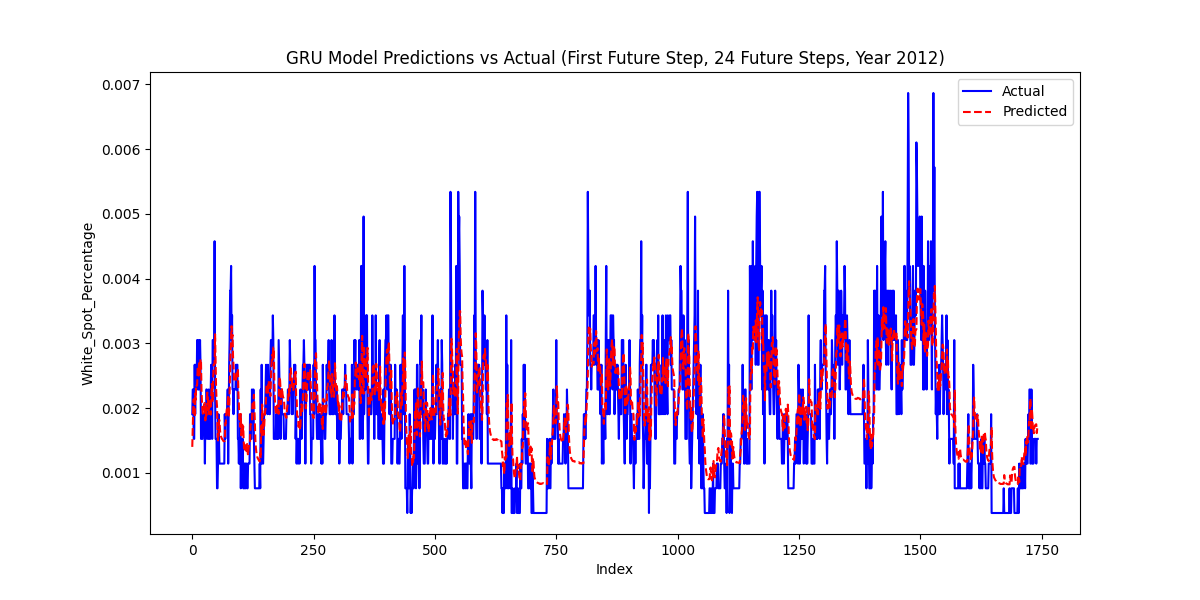 GRU Model Predictions vs Actual (First Future Step, 24 Future Steps, Year 2012)
Actual
Predicted
White_Spot_Percentage
0.007
0.006
0.005
0.004
0.003
0.002
0.001
0 250 500 750 1000 1250 1500 1750
Index